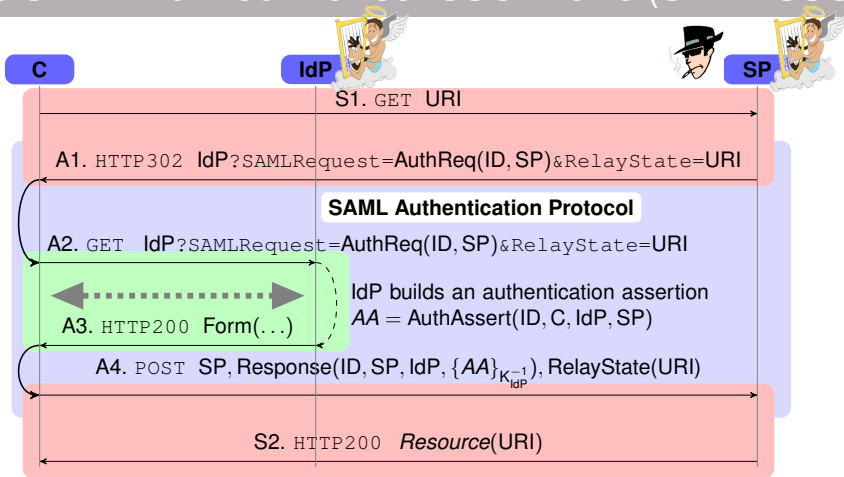 C
IdP
SP
S1. GET URI
A1. HTTP302 IdP?SAMLRequest=AuthReq(ID, SP)&RelayState=URI
SAML Authentication Protocol
A2. GET IdP?SAMLRequest=AuthReq(ID, SP)&RelayState=URI
IdP builds an authentication assertion
AA = AuthAssert(ID, C, IdP, SP)
A3. HTTP200 Form(...)
A4. POST SP, Response(ID, SP, IdP, {AA}K⁻¹IdP), RelayState(URI)
S2. HTTP200 Resource(URI)